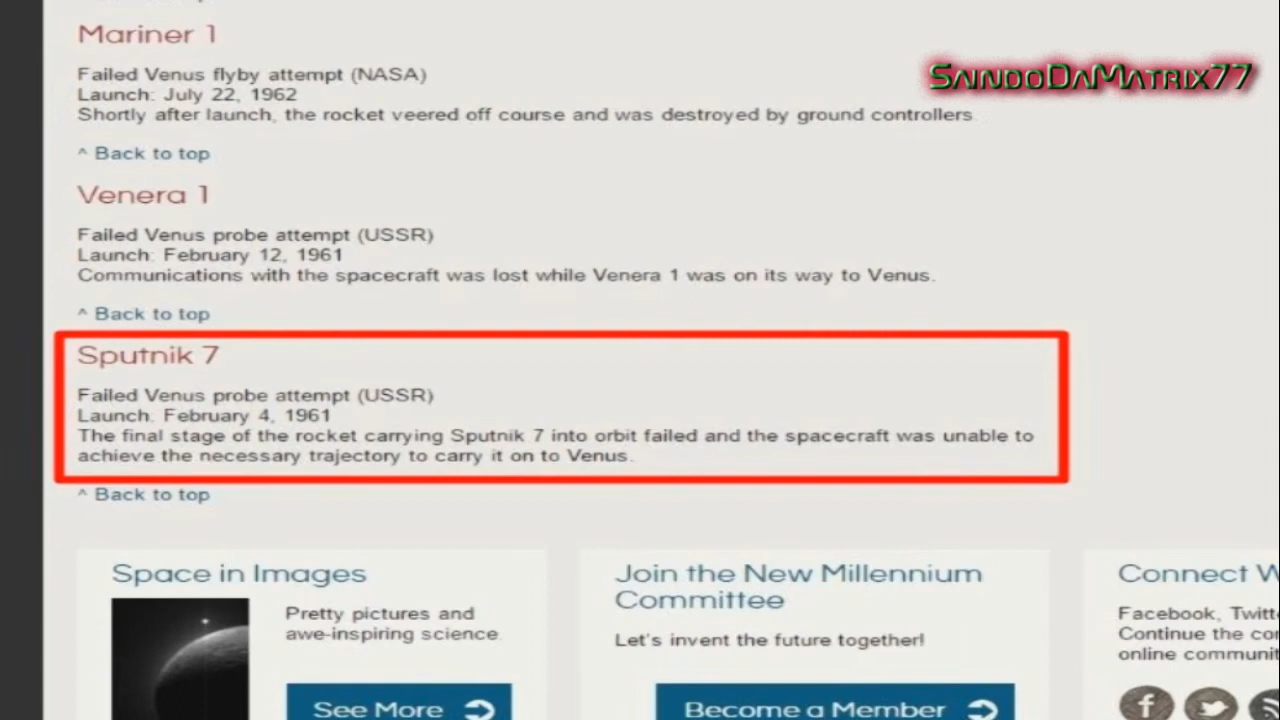 SaindoDaMatrix77
Mariner 1
Failed Venus flyby attempt (NASA)
Launch: July 22, 1962
Shortly after launch, the rocket veered off course and was destroyed by ground controllers.
^ Back to top
Venera 1
Failed Venus probe attempt (USSR)
Launch: February 12, 1961
Communications with the spacecraft was lost while Venera 1 was on its way to Venus.
^ Back to top
Sputnik 7
Failed Venus probe attempt (USSR)
Launch: February 4, 1961
The final stage of the rocket carrying Sputnik 7 into orbit failed and the spacecraft was unable to
achieve the necessary trajectory to carry it on to Venus.
^ Back to top
Space in Images
Pretty pictures and
awe-inspiring science.
See More
Join the New Millennium
Committee
Let's invent the future together!
Become a Member
Connect
Facebook,
Continue the
online